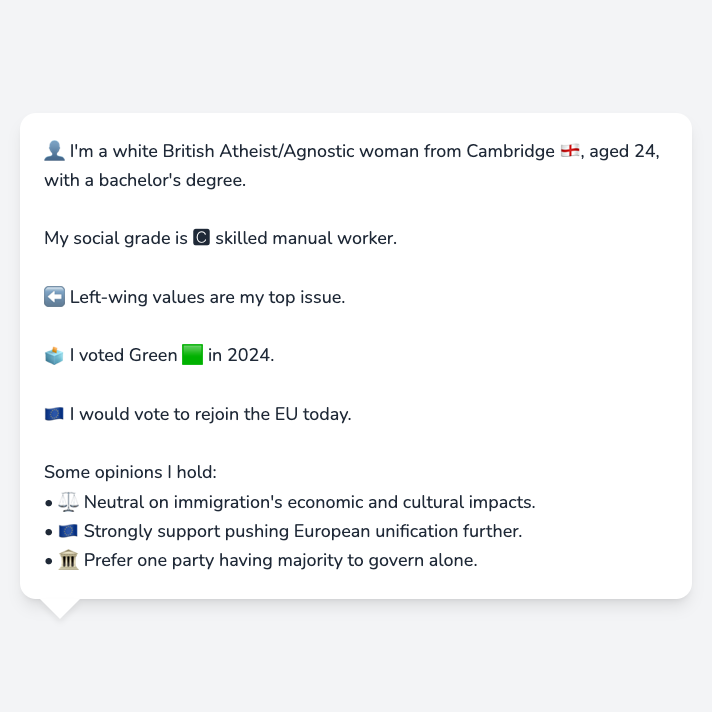 👤 I'm a white British Atheist/Agnostic woman from Cambridge 🏴󠁧󠁢󠁥󠁮󠁧󠁿, aged 24,
with a bachelor's degree.
My social grade is 🅲 skilled manual worker.
⬅️ Left-wing values are my top issue.
🗳️ I voted Green 🟩 in 2024.
🇪🇺 I would vote to rejoin the EU today.
Some opinions I hold:
• ⚖️ Neutral on immigration's economic and cultural impacts.
• 🇪🇺 Strongly support pushing European unification further.
• 🏛️ Prefer one party having majority to govern alone.